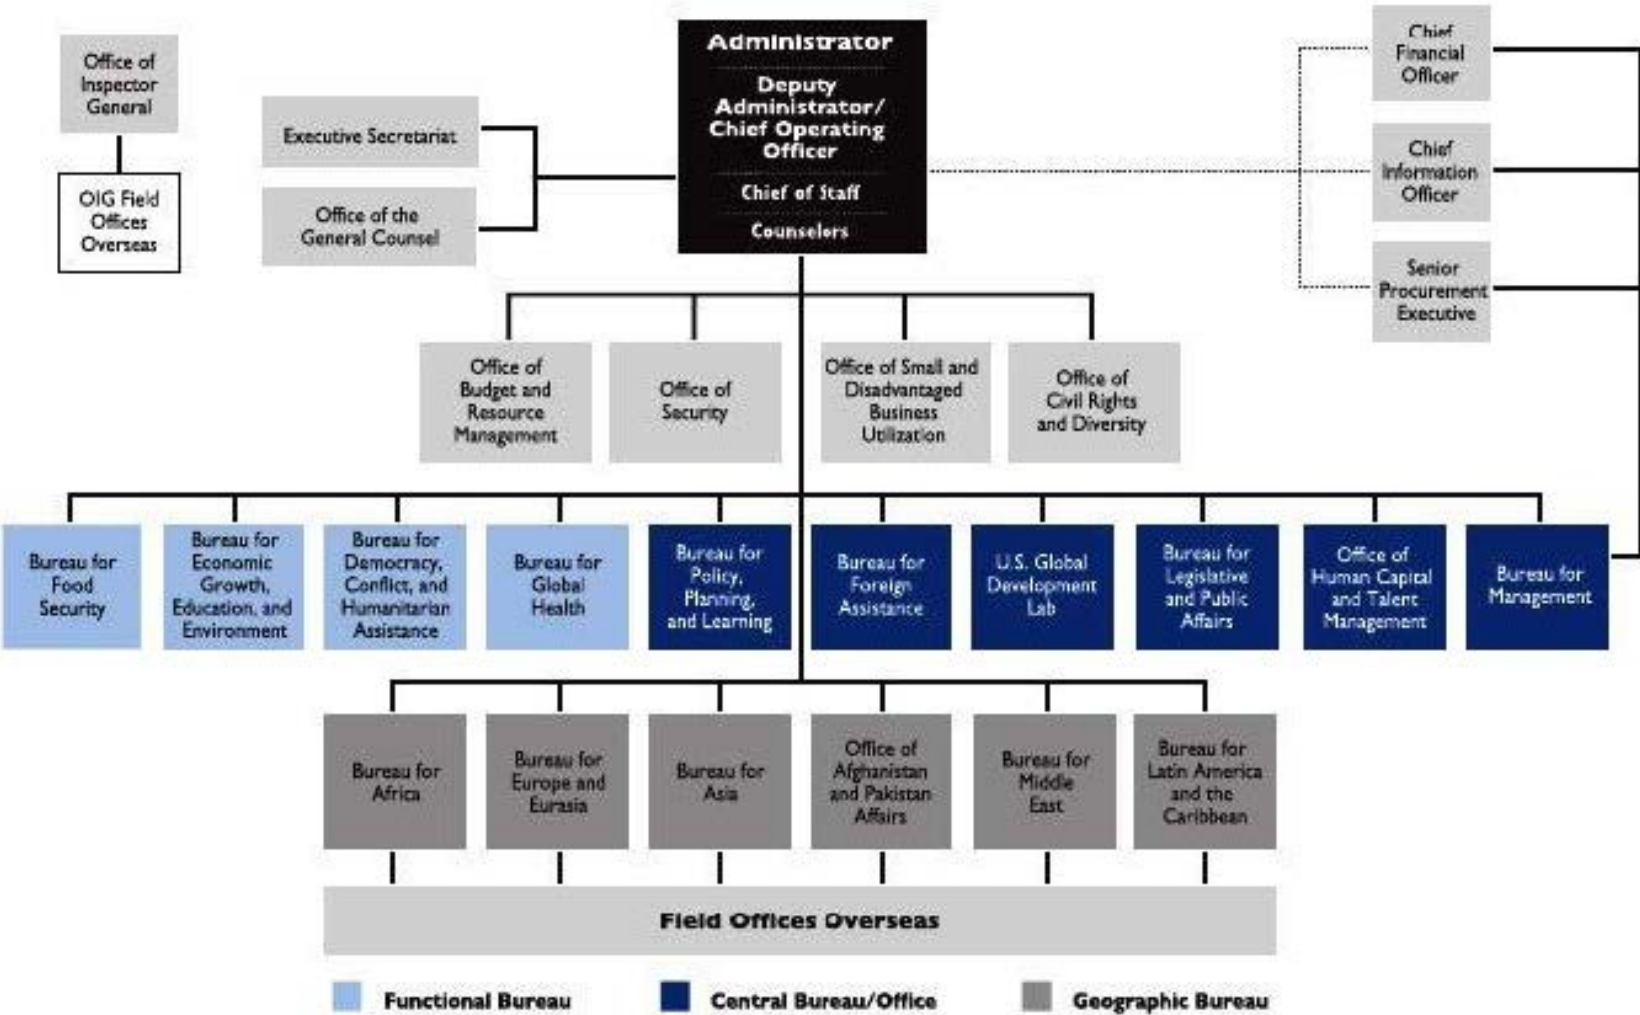 Office of
Inspector
General
OIG Field
Offices
Overseas
Executive Secretariat
Office of the
General Counsel
Administrator
Deputy
Administrator/
Chief Operating
Officer
Chief of Staff
Counselors
Chief
Financial
Officer
Chief
Information
Officer
Senior
Procurement
Executive
Office of
Budget and
Resource
Management
Office of
Security
Office of Small and
Disadvantaged
Business
Utilization
Office of
Civil Rights
and Diversity
Bureau for
Food
Security
Bureau for
Economic
Growth,
Education, and
Environment
Bureau for
Democracy,
Conflict, and
Humanitarian
Assistance
Bureau for
Global
Health
Bureau for
Policy,
Planning,
and Learning
Bureau for
Foreign
Assistance
U.S. Global
Development
Lab
Bureau for
Legislative
and Public
Affairs
Office of
Human Capital
and Talent
Management
Bureau for
Management
Bureau for
Africa
Bureau for
Europe and
Eurasia
Bureau for
Asia
Office of
Afghanistan
and Pakistan
Affairs
Bureau for
Middle
East
Bureau for
Latin America
and the
Caribbean
Field Offices Overseas
Functional Bureau
Central Bureau/Office
Geographic Bureau